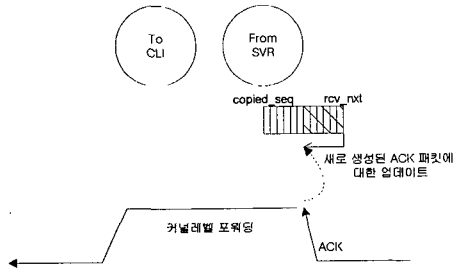 To
CLI
From
SVR
copied_seq
rcv_nxt
새로 생성된 ACK 패킷에
대한 업데이트
커널레벨 포워딩
ACK